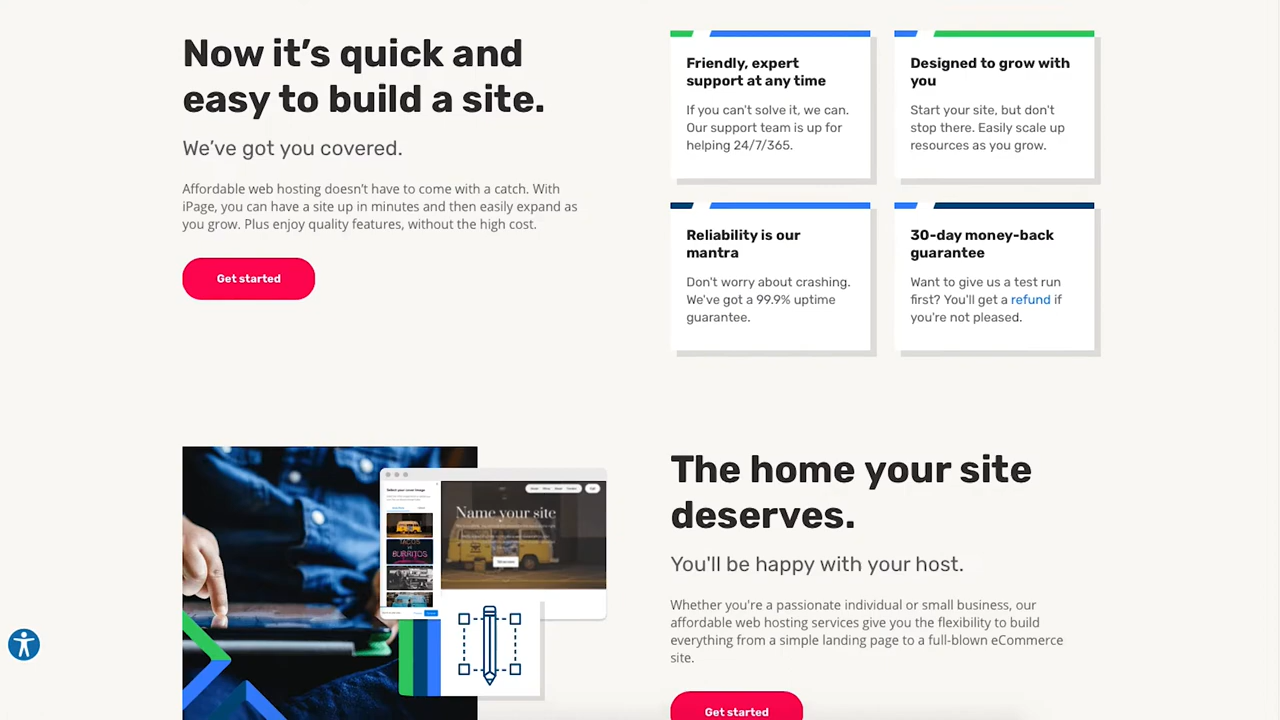 Now it's quick and
easy to build a site.
We've got you covered.
Affordable web hosting doesn't have to come with a catch. With
iPage, you can have a site up in minutes and then easily expand as
you grow. Plus enjoy quality features, without the high cost.
Get started
Friendly, expert
support at any time
If you can't solve it, we can.
Our support team is up for
helping 24/7/365.
Designed to grow with
you
Start your site, but don't
stop there. Easily scale up
resources as you grow.
Reliability is our
mantra
Don't worry about crashing.
We've got a 99.9% uptime
guarantee.
30-day money-back
guarantee
Want to give us a test run
first? You'll get a refund if
you're not pleased.
Select your cover image
Name your site
TACOS
BURRITOS
The home your site
deserves.
You'll be happy with your host.
Whether you're a passionate individual or small business, our
affordable web hosting services give you the flexibility to build
everything from a simple landing page to a full-blown eCommerce
site.
Get started